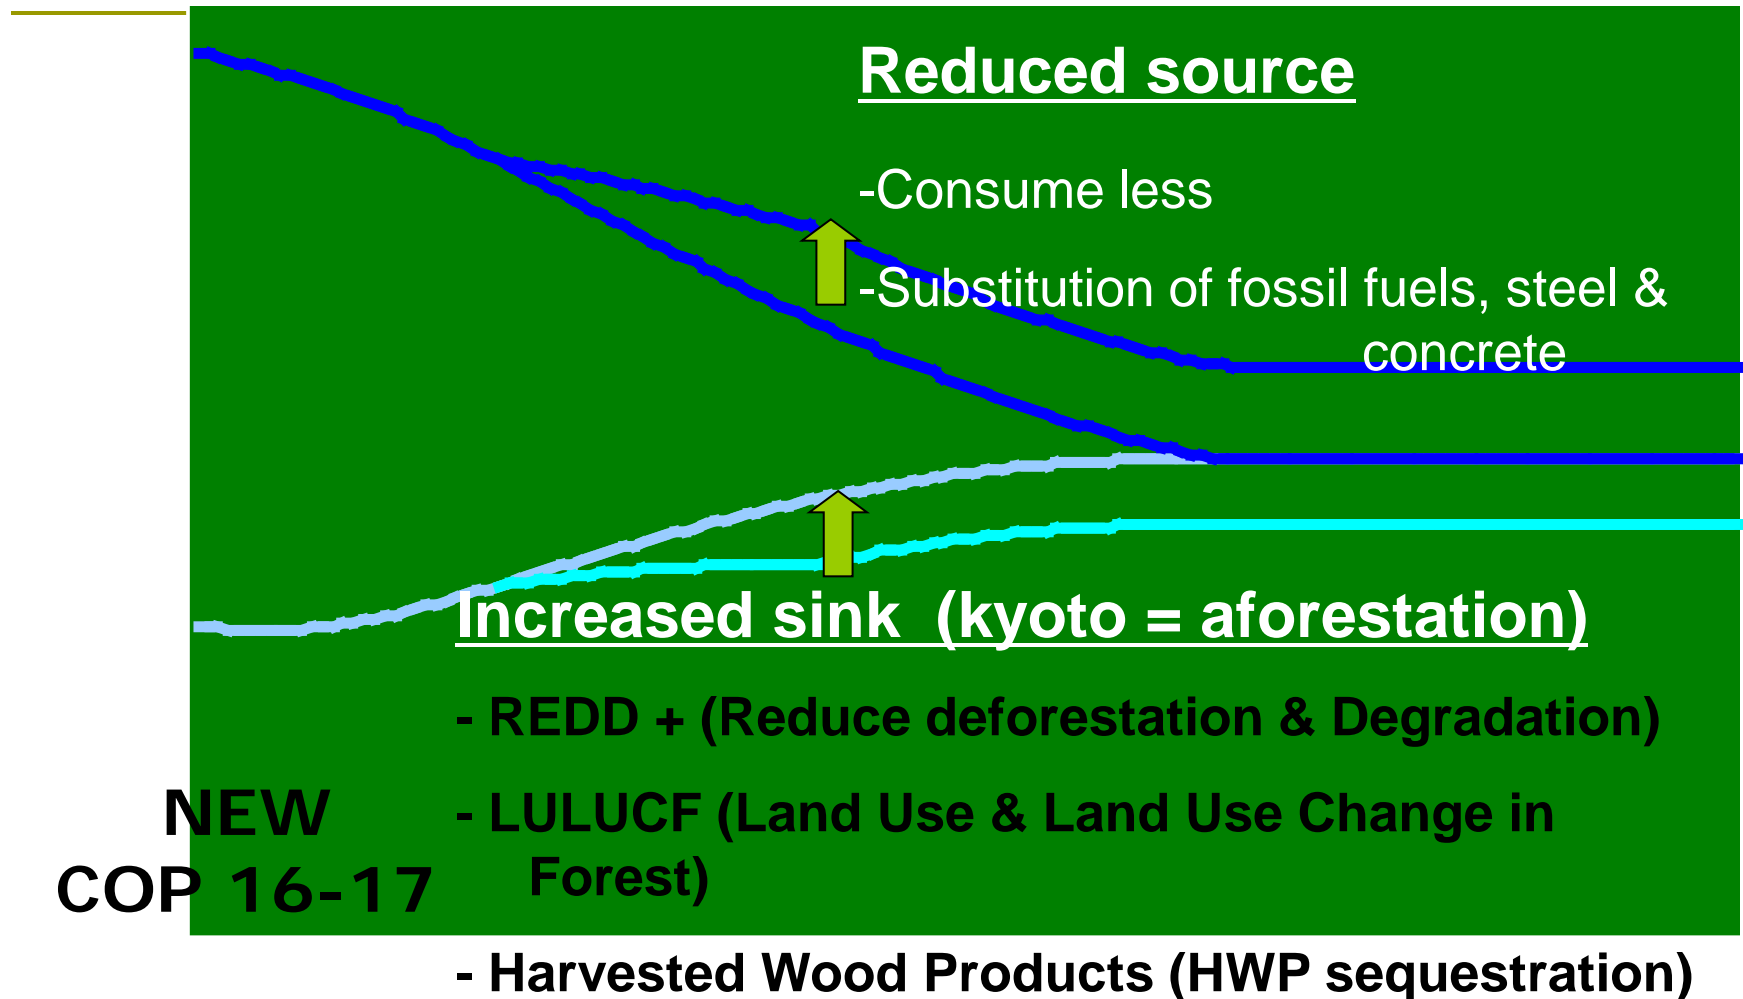 Reduced source
-Consume less
-Substitution of fossil fuels, steel &
concrete
Increased sink  (kyoto = aforestation)
- REDD + (Reduce deforestation & Degradation)
NEW
COP 16-17
- LULUCF (Land Use & Land Use Change in
Forest)
- Harvested Wood Products (HWP sequestration)